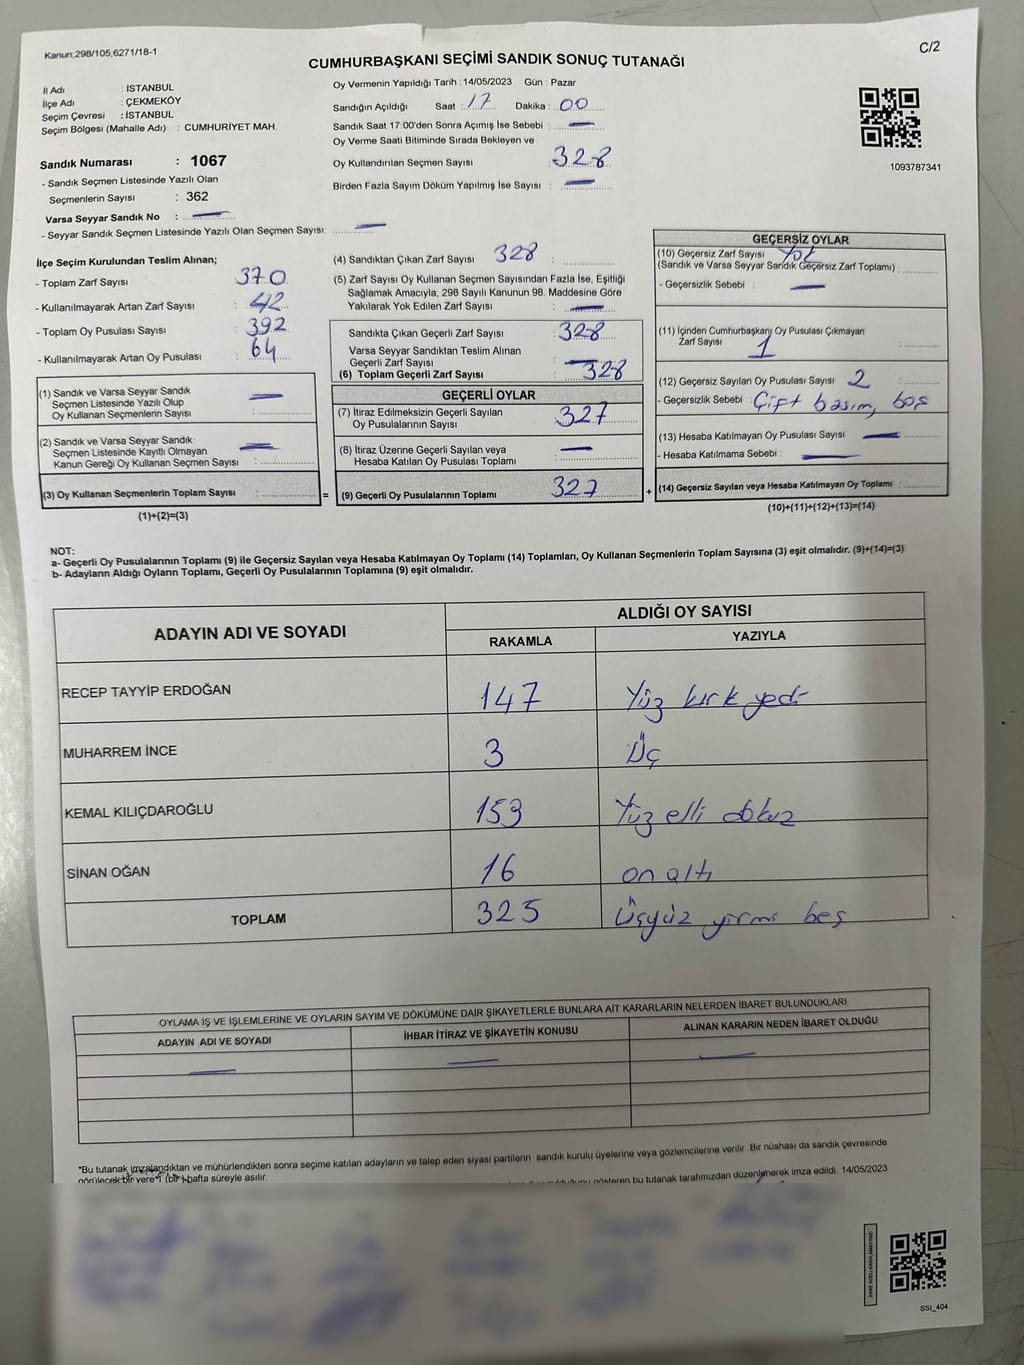 Kanun;298/105,6271/18-1
C/2
CUMHURBAŞKANI SEÇİMİ SANDIK SONUÇ TUTANAĞI
İl Adı : İSTANBUL
İlçe Adı : ÇEKMEKÖY
Seçim Çevresi : İSTANBUL
Seçim Bölgesi (Mahalle Adı) : CUMHURİYET MAH.
Sandık Numarası : 1067
- Sandık Seçmen Listesinde Yazılı Olan
Seçmenlerin Sayısı : 362
Varsa Seyyar Sandık No :
- Seyyar Sandık Seçmen Listesinde Yazılı Olan Seçmen Sayısı:
Oy Vermenin Yapıldığı Tarih : 14/05/2023 Gün : Pazar
Sandığın Açıldığı Saat : 17 Dakika : 00
Sandık Saat 17:00'den Sonra Açımış İse Sebebi :
Oy Verme Saati Bitiminde Sırada Bekleyen ve
Oy Kullandırılan Seçmen Sayısı : 328
Birden Fazla Sayım Döküm Yapılmış İse Sayısı :
1093787341
İlçe Seçim Kurulundan Teslim Alınan;
- Toplam Zarf Sayısı : 370
- Kullanılmayarak Artan Zarf Sayısı : 42
- Toplam Oy Pusulası Sayısı : 392
- Kullanılmayarak Artan Oy Pusulası : 64
(1) Sandık ve Varsa Seyyar Sandık
Seçmen Listesinde Yazılı Olup
Oy Kullanan Seçmenlerin Sayısı :
(2) Sandık ve Varsa Seyyar Sandık
Seçmen Listesinde Kayıtlı Olmayan
Kanun Gereği Oy Kullanan Seçmen Sayısı :
(3) Oy Kullanan Seçmenlerin Toplam Sayısı : =
(1)+(2)=(3)
(4) Sandıktan Çıkan Zarf Sayısı 328 :
(5) Zarf Sayısı Oy Kullanan Seçmen Sayısından Fazla İse, Eşitliği
Sağlamak Amacıyla, 298 Sayılı Kanunun 98. Maddesine Göre
Yakılarak Yok Edilen Zarf Sayısı :
Sandıkta Çıkan Geçerli Zarf Sayısı : 328
Varsa Seyyar Sandıktan Teslim Alınan
Geçerli Zarf Sayısı :
(6) Toplam Geçerli Zarf Sayısı : 328
GEÇERLİ OYLAR
(7) İtiraz Edilmeksizin Geçerli Sayılan
Oy Pusulalarının Sayısı : 327
(8) İtiraz Üzerine Geçerli Sayılan veya
Hesaba Katılan Oy Pusulası Toplamı :
(9) Geçerli Oy Pusulalarının Toplamı : 327 +
GEÇERSİZ OYLAR
(10) Geçersiz Zarf Sayısı Yok
(Sandık ve Varsa Seyyar Sandık Geçersiz Zarf Toplamı) :
- Geçersizlik Sebebi :
(11) İçinden Cumhurbaşkanı Oy Pusulası Çıkmayan
Zarf Sayısı 1 :
(12) Geçersiz Sayılan Oy Pusulası Sayısı 2 :
- Geçersizlik Sebebi : Çift basım, boş
(13) Hesaba Katılmayan Oy Pusulası Sayısı :
- Hesaba Katılmama Sebebi :
(14) Geçersiz Sayılan veya Hesaba Katılmayan Oy Toplamı :
(10)+(11)+(12)+(13)=(14)
NOT:
a- Geçerli Oy Pusulalarının Toplamı (9) ile Geçersiz Sayılan veya Hesaba Katılmayan Oy Toplamı (14) Toplamları, Oy Kullanan Seçmenlerin Toplam Sayısına (3) eşit olmalıdır. (9)+(14)=(3)
b- Adayların Aldığı Oyların Toplamı, Geçerli Oy Pusulalarının Toplamına (9) eşit olmalıdır.
ADAYIN ADI VE SOYADI
ALDIĞI OY SAYISI
RAKAMLA YAZIYLA
RECEP TAYYİP ERDOĞAN 147 Yüz kırk yedi
MUHARREM İNCE 3 Üç
KEMAL KILIÇDAROĞLU 159 Yüz elli dokuz
SİNAN OĞAN 16 on altı
TOPLAM 325 Üçyüz yirmi beş
OYLAMA İŞ VE İŞLEMLERİNE VE OYLARIN SAYIM VE DÖKÜMÜNE DAİR ŞİKAYETLERLE BUNLARA AİT KARARLARIN NELERDEN İBARET BULUNDUKLARI
ADAYIN ADI VE SOYADI İHBAR İTİRAZ VE ŞİKAYETİN KONUSU ALINAN KARARIN NEDEN İBARET OLDUĞU
*Bu tutanak imzalandıktan ve mühürlendikten sonra seçime katılan adayların ve talep eden siyasi partilerin sandık kurulu üyelerine veya gözlemcilerine verilir. Bir nüshası da sandık çevresinde
görülecek bir yere 1 (bir) hafta süreyle asılır.
gösteren bu tutanak tarafımızdan düzenlenerek imza edildi. 14/05/2023
SSI_404